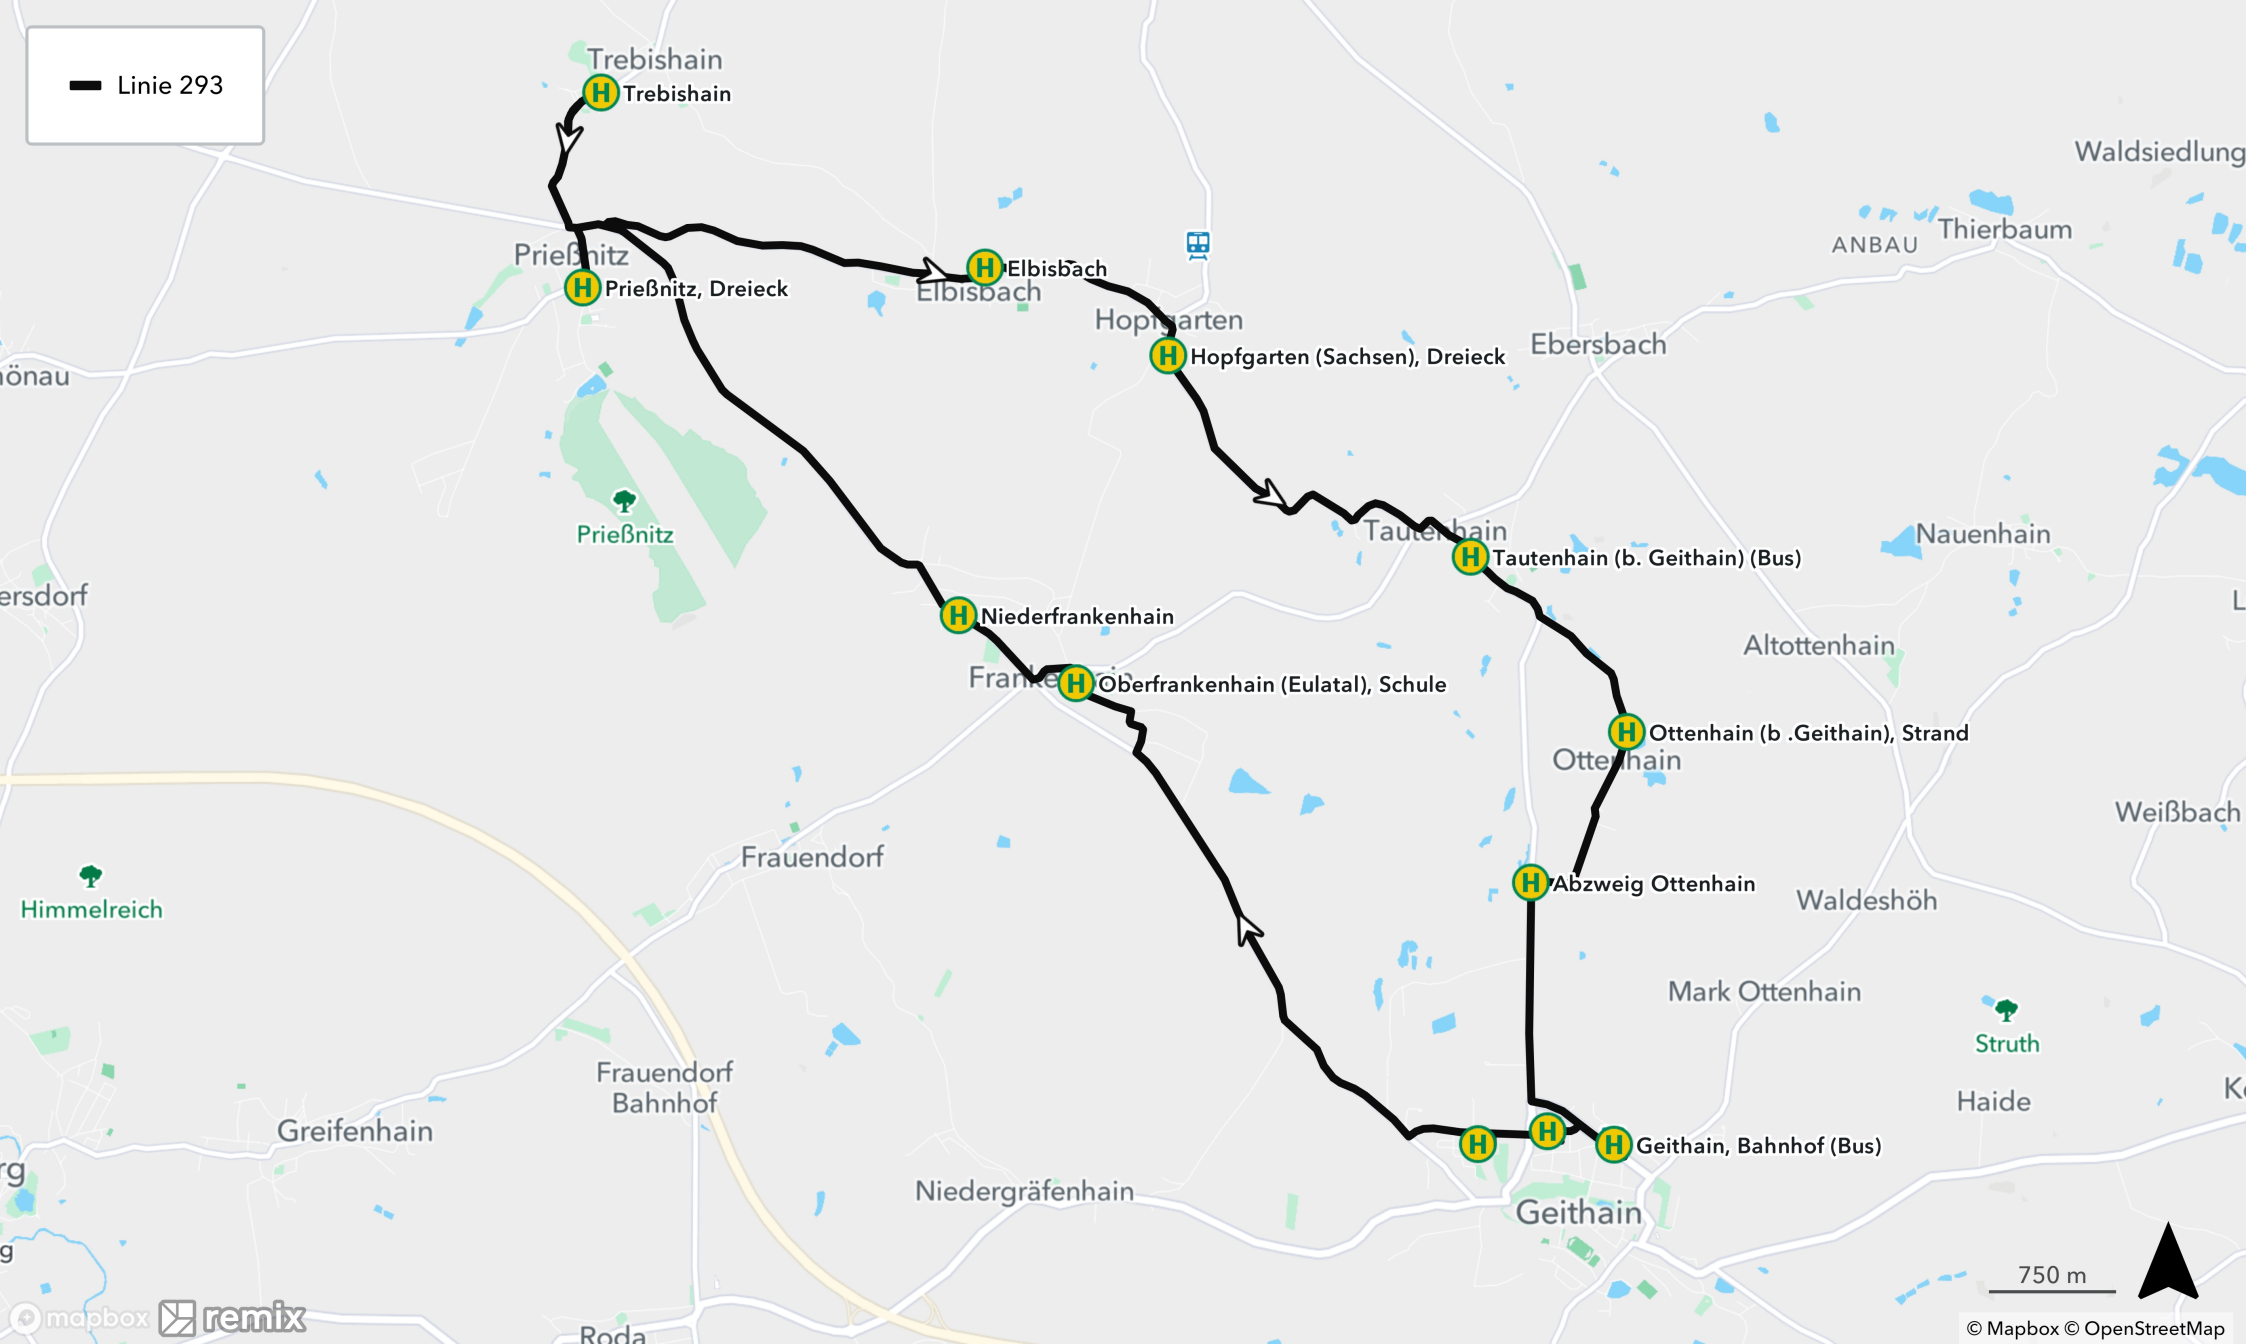 Linie 293
Trebishain
Trebishain
Waldsiedlung
Thierbaum
ANBAU
Prießnitz
Prießnitz, Dreieck
Elbisbach
Elbisbach
Hopfgarten
Hopfgarten (Sachsen), Dreieck
Ebersbach
önau
Prießnitz
Tautenhain
Tautenhain (b. Geithain) (Bus)
Nauenhain
ersdorf
Niederfrankenhain
Altottenhain
Oberfrankenhain (Eulatal), Schule
Ottenhain (b .Geithain), Strand
Ottenhain
Weißbach
Frauendorf
Abzweig Ottenhain
Waldeshöh
Himmelreich
Mark Ottenhain
Struth
Frauendorf
Bahnhof
Haide
Greifenhain
Geithain, Bahnhof (Bus)
rg
Niedergräfenhain
Geithain
g
750 m
mapbox
remix
Roda
© Mapbox © OpenStreetMap
H
H
H
H
H
H
H
H
H
H
H
H